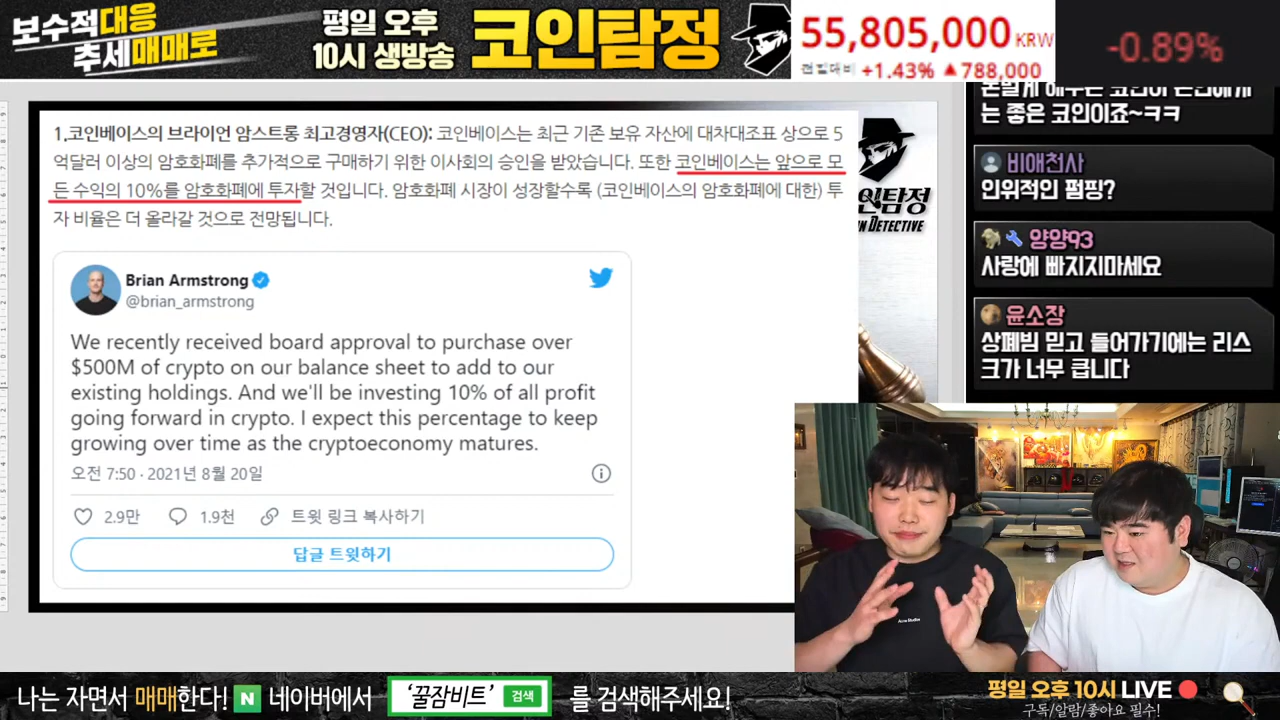 보수적대응
추세매매로
평일 오후
10시 생방송
코인탐정
55,805,000 KRW
전일대비 +1.43% ▲788,000
-0.89%
1.코인베이스의 브라이언 암스트롱 최고경영자(CEO): 코인베이스는 최근 기존 보유 자산에 대차대조표 상으로 5
억달러 이상의 암호화폐를 추가적으로 구매하기 위한 이사회의 승인을 받았습니다. 또한 코인베이스는 앞으로 모
든 수익의 10%를 암호화폐에 투자할 것입니다. 암호화폐 시장이 성장할수록 (코인베이스의 암호화폐에 대한) 투
자 비율은 더 올라갈 것으로 전망됩니다.
Brian Armstrong
@brian_armstrong
We recently received board approval to purchase over
$500M of crypto on our balance sheet to add to our
existing holdings. And we'll be investing 10% of all profit
going forward in crypto. I expect this percentage to keep
growing over time as the cryptoeconomy matures.
오전 7:50 · 2021년 8월 20일
2.9만 1.9천 트윗 링크 복사하기
답글 트윗하기
인탐정
N DETECTIVE
는 좋은 코인이죠~ㅋㅋ
비애천사
인위적인 펌핑?
양양93
사랑에 빠지지마세요
윤소장
상폐빔 믿고 들어가기에는 리스
크가 너무 큽니다
Acne Studios
나는 자면서 매매한다! N 네이버에서 '꿀잠비트' 검색 를 검색해주세요!
평일 오후 10시 LIVE
구독/알람/좋아요 필수!